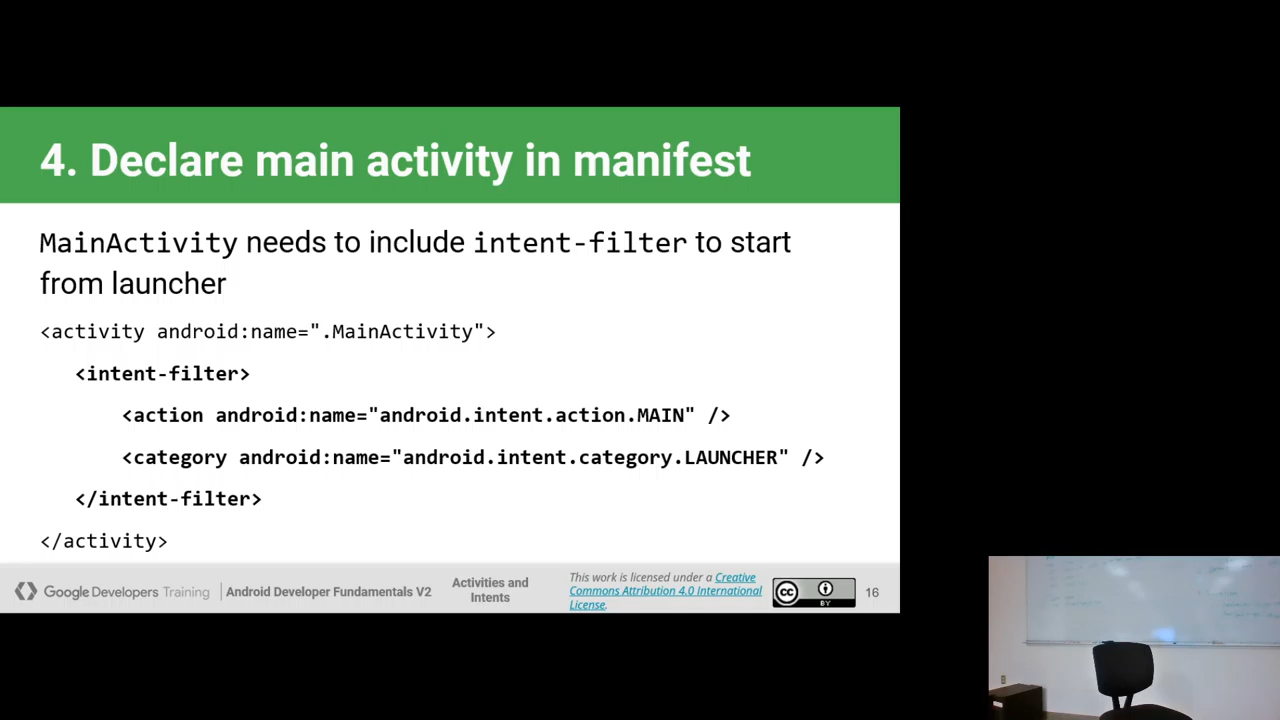 4. Declare main activity in manifest
MainActivity needs to include intent-filter to start
from launcher
<activity android:name=".MainActivity">
<intent-filter>
<action android:name="android.intent.action.MAIN" />
<category android:name="android.intent.category.LAUNCHER" />
</intent-filter>
</activity>
Google Developers Training
Android Developer Fundamentals V2
Activities and
Intents
This work is licensed under a Creative
Commons Attribution 4.0 International
License.
cc
BY
16